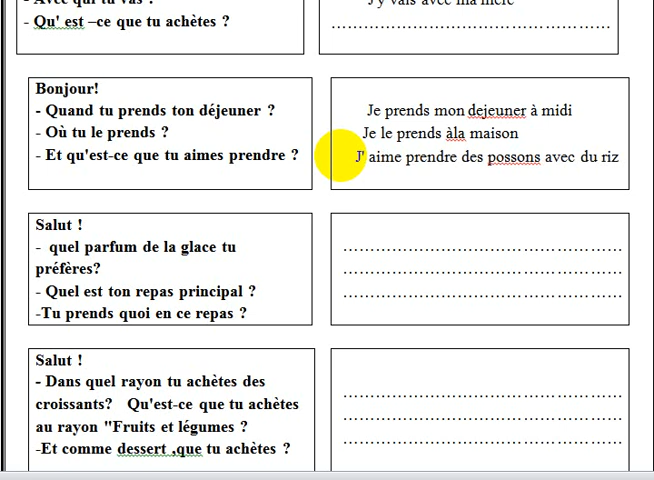 - Avec qui tu vas ?
J'y vais avec ma mère
- Qu' est –ce que tu achètes ?
..................................................
Bonjour!
- Quand tu prends ton déjeuner ?
- Où tu le prends ?
- Et qu'est-ce que tu aimes prendre ?
Je prends mon dejeuner à midi
Je le prends àla maison
J' aime prendre des possons avec du riz
Salut !
- quel parfum de la glace tu
préfères?
- Quel est ton repas principal ?
-Tu prends quoi en ce repas ?
..................................................
..................................................
..................................................
Salut !
- Dans quel rayon tu achètes des
croissants? Qu'est-ce que tu achètes
au rayon "Fruits et légumes ?
-Et comme dessert ,que tu achètes ?
..................................................
..................................................
..................................................